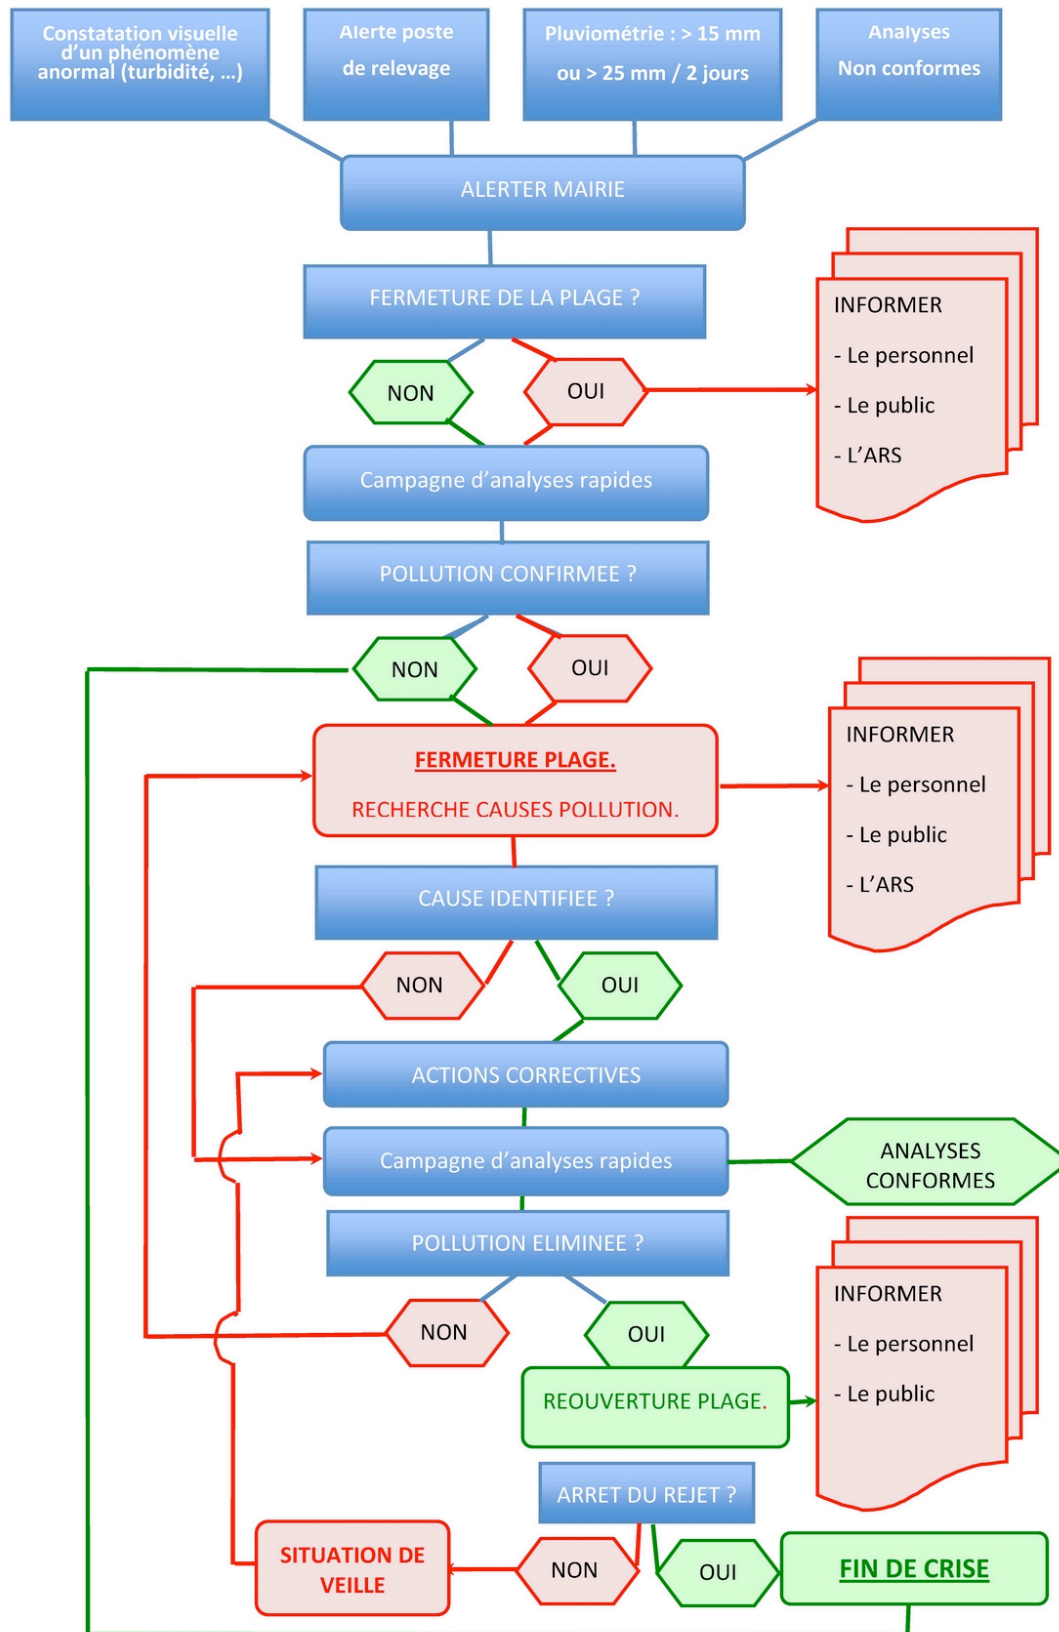 Constatation visuelle
d'un phénomène
anormal (turbidité, ...)
Alerte poste
de relevage
Pluviométrie : > 15 mm
ou > 25 mm / 2 jours
Analyses
Non conformes
ALERTER MAIRIE
FERMETURE DE LA PLAGE ?
NON
OUI
INFORMER
- Le personnel
- Le public
- L'ARS
Campagne d'analyses rapides
POLLUTION CONFIRMEE ?
NON
OUI
FERMETURE PLAGE.
RECHERCHE CAUSES POLLUTION.
INFORMER
- Le personnel
- Le public
- L'ARS
CAUSE IDENTIFIEE ?
NON
OUI
ACTIONS CORRECTIVES
Campagne d'analyses rapides
ANALYSES
CONFORMES
POLLUTION ELIMINEE ?
NON
OUI
INFORMER
- Le personnel
- Le public
REOUVERTURE PLAGE.
ARRET DU REJET ?
SITUATION DE
VEILLE
NON
OUI
FIN DE CRISE